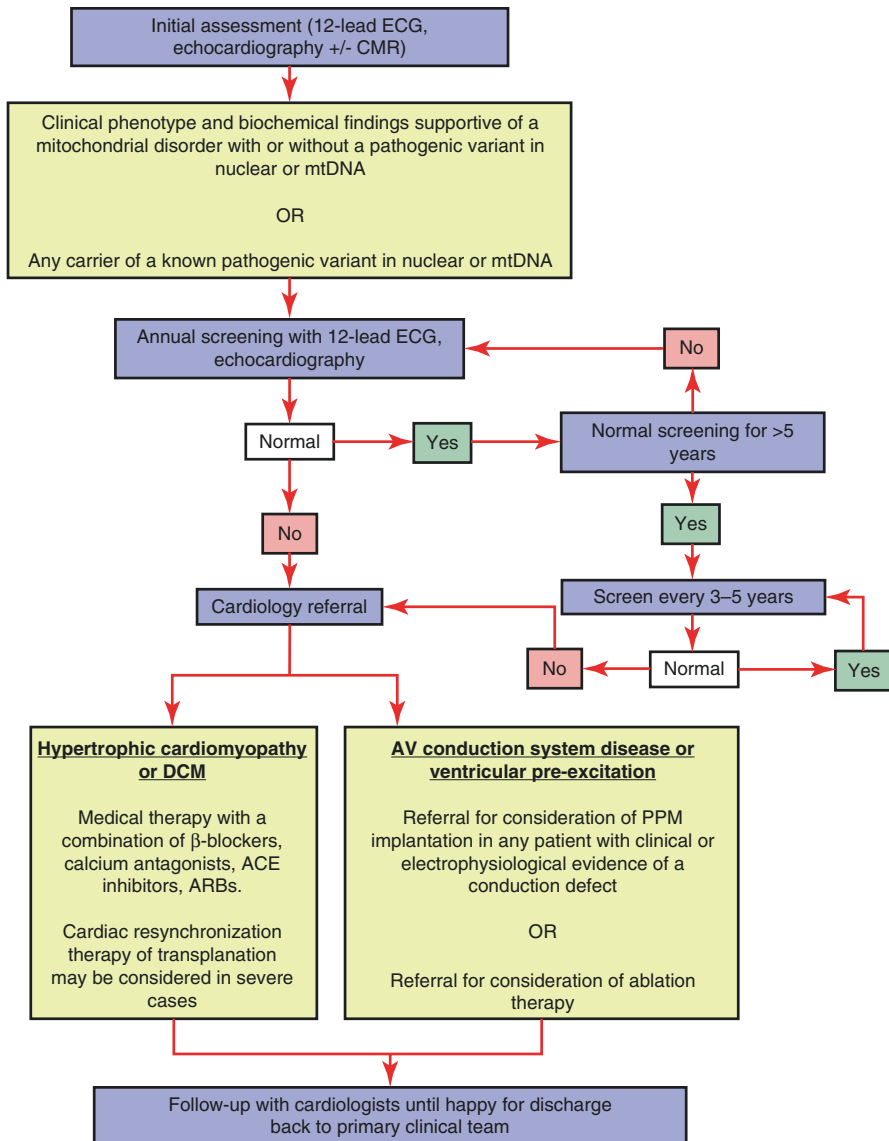 Initial assessment (12-lead ECG,
echocardiography +/- CMR)
Clinical phenotype and biochemical findings supportive of a
mitochondrial disorder with or without a pathogenic variant in
nuclear or mtDNA
OR
Any carrier of a known pathogenic variant in nuclear or mtDNA
Annual screening with 12-lead ECG,
echocardiography
No
Normal
Yes
Normal screening for >5
years
No
Yes
Cardiology referral
Screen every 3–5 years
No
Normal
Yes
Hypertrophic cardiomyopathy
or DCM
Medical therapy with a
combination of β-blockers,
calcium antagonists, ACE
inhibitors, ARBs.
Cardiac resynchronization
therapy of transplanation
may be considered in severe
cases
AV conduction system disease or
ventricular pre-excitation
Referral for consideration of PPM
implantation in any patient with clinical or
electrophysiological evidence of a
conduction defect
OR
Referral for consideration of ablation
therapy
Follow-up with cardiologists until happy for discharge
back to primary clinical team